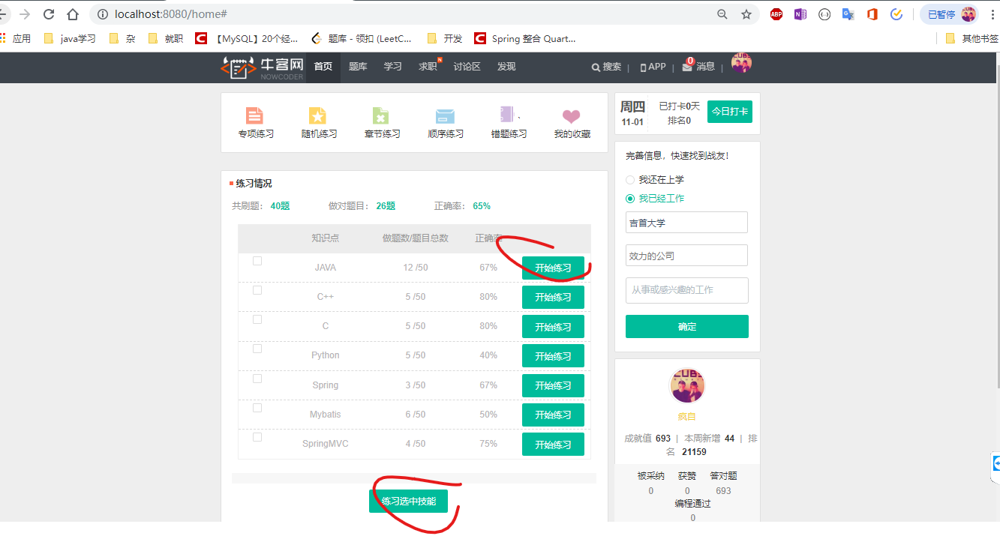 localhost:8080/home#
ABP
已暂停
应用 java学习 杂 就职 【MySQL】20个经... 题库 - 领扣 (LeetC... 开发 Spring 整合 Quart... 其他书签
牛客网
NOWCODER
首页 题库 学习 求职 N 讨论区 发现 搜索 | APP | 0 消息 |
专项练习 随机练习 章节练习 顺序练习 错题练习 我的收藏
周四 已打卡0天 今日打卡
11-01 排名0
练习情况
共刷题： 40题 做对题目： 26题 正确率： 65%
知识点 做题数/题目总数 正确率
JAVA 12 /50 67% 开始练习
C++ 5 /50 80% 开始练习
C 5 /50 80% 开始练习
Python 5 /50 40% 开始练习
Spring 3 /50 67% 开始练习
Mybatis 6 /50 50% 开始练习
SpringMVC 4 /50 75% 开始练习
练习选中技能
完善信息，快速找到战友！
我还在上学
我已经工作
吉首大学
效力的公司
从事或感兴趣的工作
确定
疯自
成就值 693 | 本周新增 44 | 排
名 21159
被采纳 获赞 答对题
0 0 693
编程通过
0